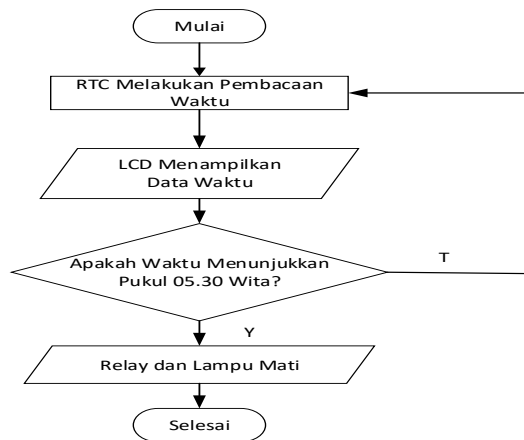 Mulai
RTC Melakukan Pembacaan
Waktu
LCD Menampilkan
Data Waktu
Apakah Waktu Menunjukkan
Pukul 05.30 Wita?
T
Y
Relay dan Lampu Mati
Selesai